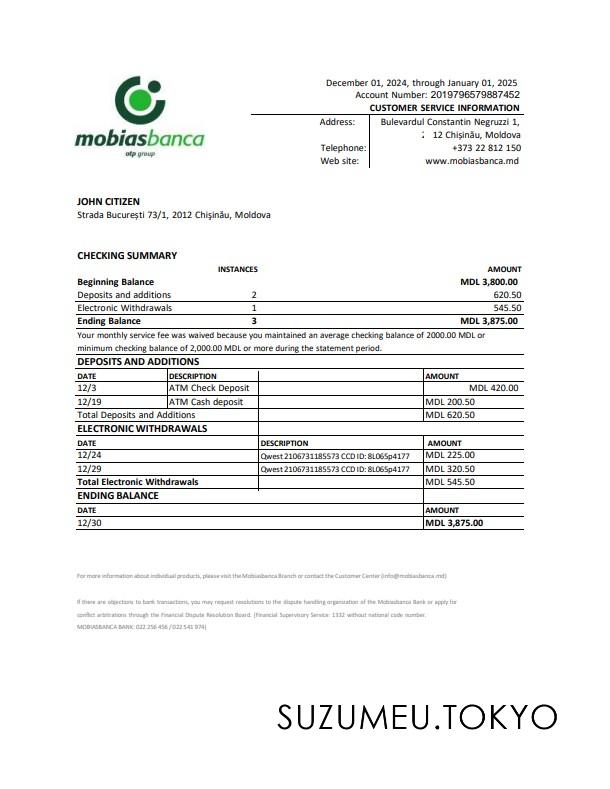 December 01, 2024, through January 01, 2025
Account Number: 2019796579887452
CUSTOMER SERVICE INFORMATION
mobiasbanca
otp group
Address: Bulevardul Constantin Negruzzi 1,
: 12 Chișinău, Moldova
Telephone: +373 22 812 150
Web site: www.mobiasbanca.md
JOHN CITIZEN
Strada București 73/1, 2012 Chișinău, Moldova
CHECKING SUMMARY
INSTANCES AMOUNT
Beginning Balance MDL 3,800.00
Deposits and additions 2 620.50
Electronic Withdrawals 1 545.50
Ending Balance 3 MDL 3,875.00
Your monthly service fee was waived because you maintained an average checking balance of 2000.00 MDL or
minimum checking balance of 2,000.00 MDL or more during the statement period.
DEPOSITS AND ADDITIONS
DATE DESCRIPTION AMOUNT
12/3 ATM Check Deposit MDL 420.00
12/19 ATM Cash deposit MDL 200.50
Total Deposits and Additions MDL 620.50
ELECTRONIC WITHDRAWALS
DATE DESCRIPTION AMOUNT
12/24 Qwest 2106731185573 CCD ID: 8L065p4177 MDL 225.00
12/29 Qwest 2106731185573 CCD ID: 8L065p4177 MDL 320.50
Total Electronic Withdrawals MDL 545.50
ENDING BALANCE
DATE AMOUNT
12/30 MDL 3,875.00
For more information about individual products, please visit the Mobiasbanca Branch or contact the Customer Center (info@mobiasbanca.md)
If there are objections to bank transactions, you may request resolutions to the dispute handling organization of the Mobiasbanca Bank or apply for
conflict arbitrations through the Financial Dispute Resolution Board. (Financial Supervisory Service: 1332 without national code number.
MOBIASBANCA BANK: 022 256 456 / 022 541 974)
SUZUMEU.TOKYO